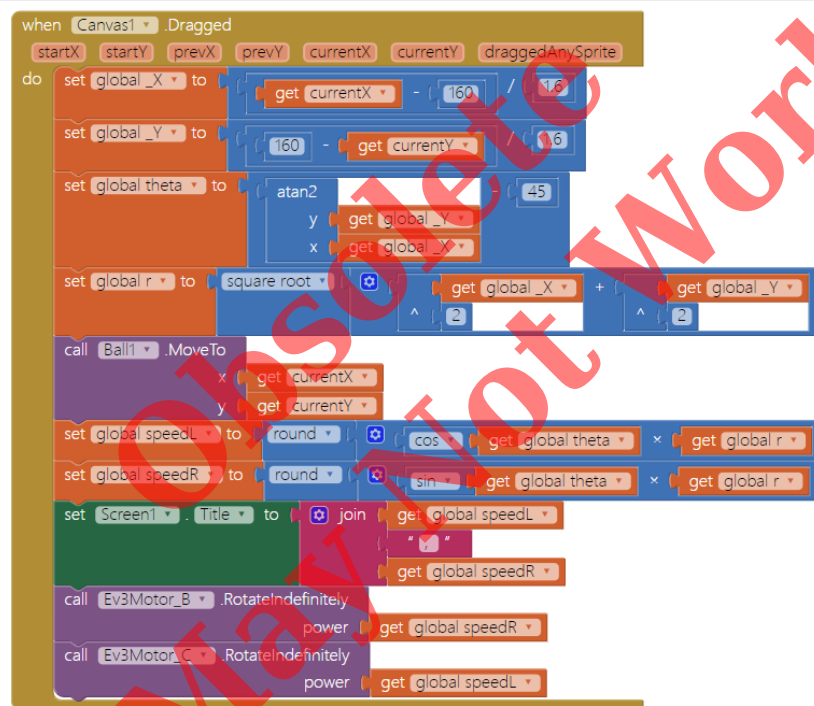 when Canvas1 .Dragged
startX startY prevX prevY currentX currentY draggedAnySprite
do set global _X to get currentX - 160 / 1.6
set global _Y to 160 - get currentY / 1.6
set global theta to atan2 - 45
y get global _Y
x get global _X
set global r to square root get global _X + get global _Y
^ 2 ^ 2
call Ball1 .MoveTo
x get currentX
y get currentY
set global speedL to round cos get global theta × get global r
set global speedR to round sin get global theta × get global r
set Screen1 . Title to join get global speedL
" , "
get global speedR
call Ev3Motor_B .RotateIndefinitely
power get global speedR
call Ev3Motor_C .RotateIndefinitely
power get global speedL
Obsolete
May Not Work